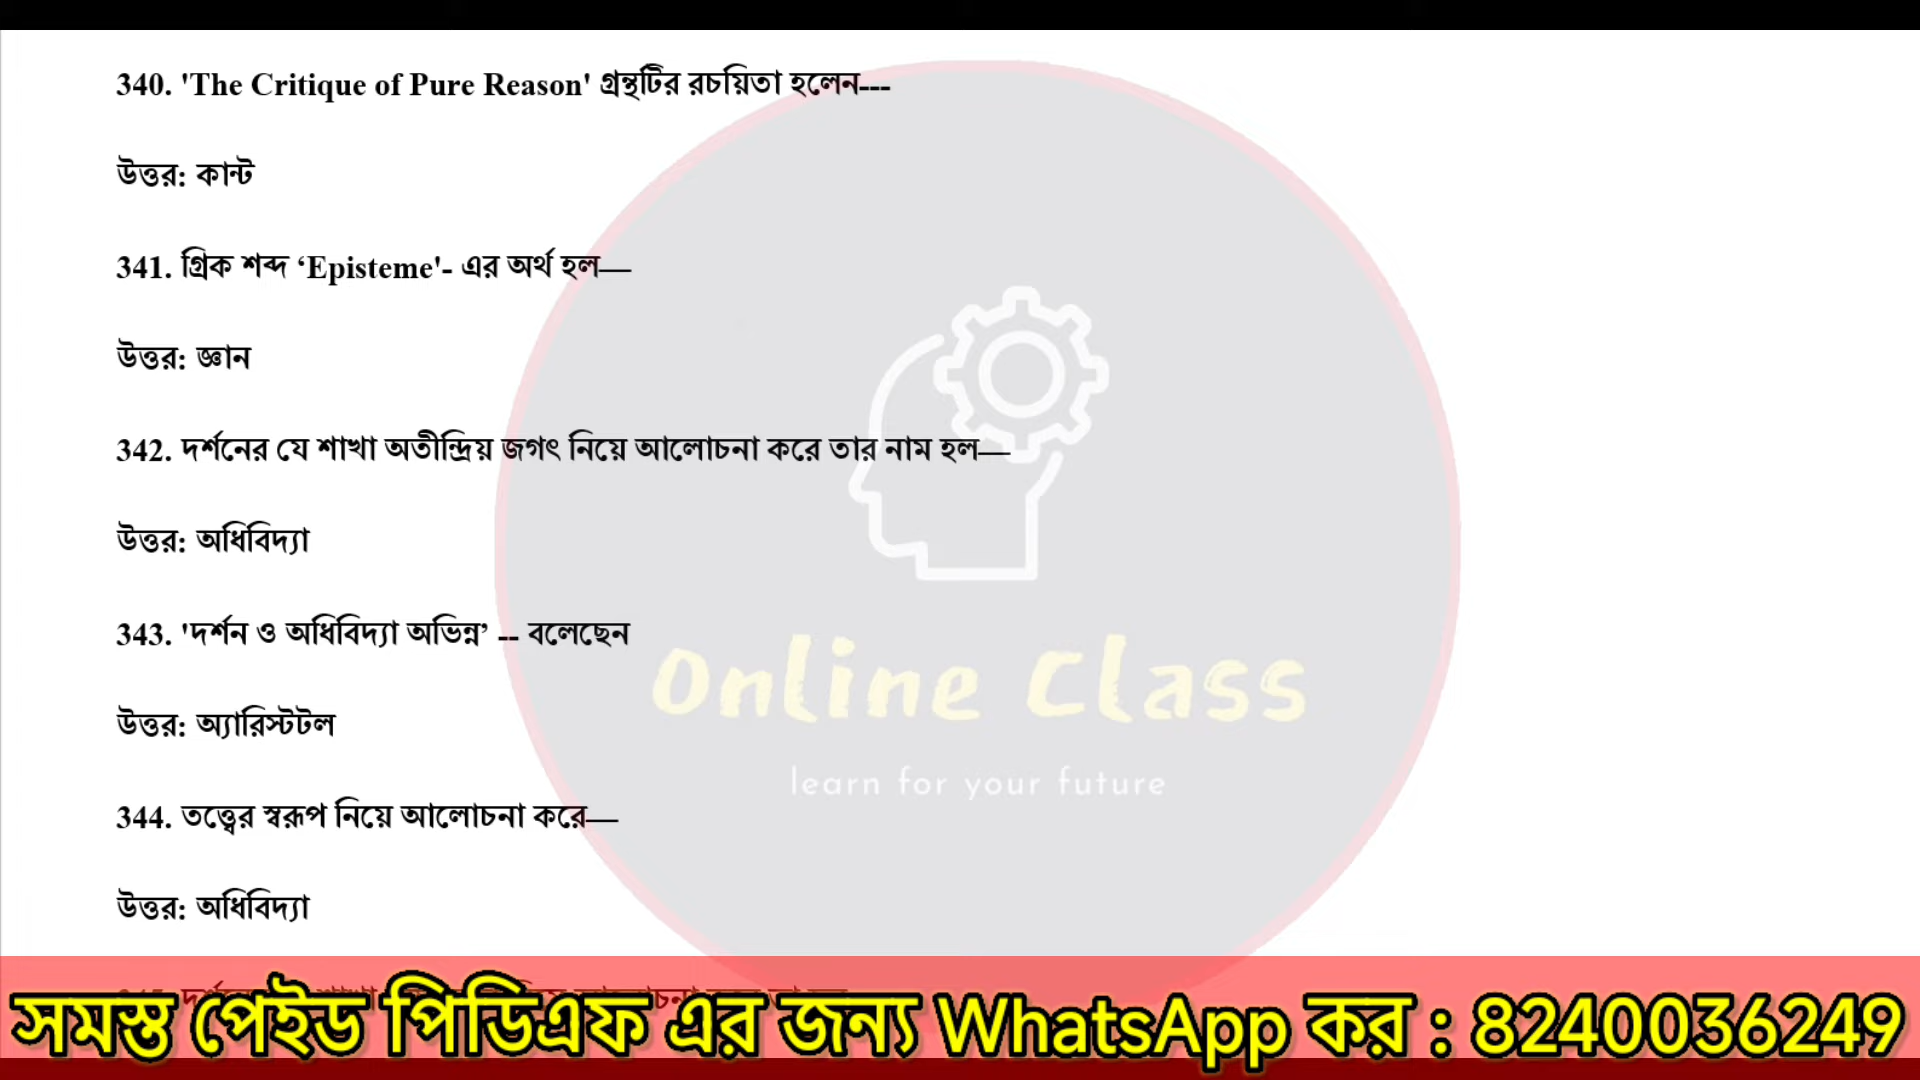 340. 'The Critique of Pure Reason' গ্রন্থটির রচয়িতা হলেন---
উত্তর: কান্ট
341. গ্রিক শব্দ ‘Episteme'- এর অর্থ হল—
উত্তর: জ্ঞান
342. দর্শনের যে শাখা অতীন্দ্রিয় জগৎ নিয়ে আলোচনা করে তার নাম হল—
উত্তর: অধিবিদ্যা
343. 'দর্শন ও অধিবিদ্যা অভিন্ন’ -- বলেছেন
উত্তর: অ্যারিস্টটল
Online Class
learn for your future
344. তত্ত্বের স্বরূপ নিয়ে আলোচনা করে—
উত্তর: অধিবিদ্যা
সমস্ত পেইড পিডিএফ এর জন্য WhatsApp কর : 8240036249